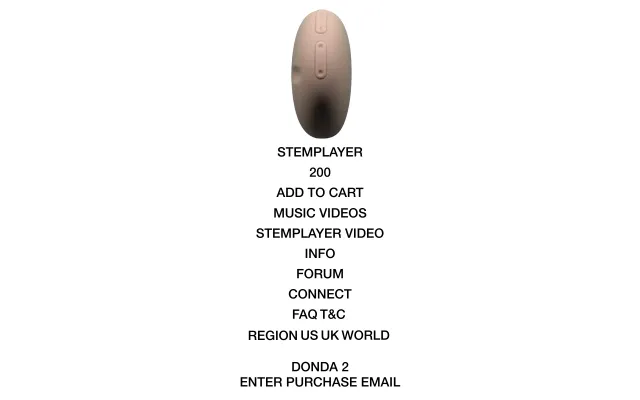 STEMPLAYER
200
ADD TO CART
MUSIC VIDEOS
STEMPLAYER VIDEO
INFO
FORUM
CONNECT
FAQ T&C
REGION US UK WORLD
DONDA 2
ENTER PURCHASE EMAIL